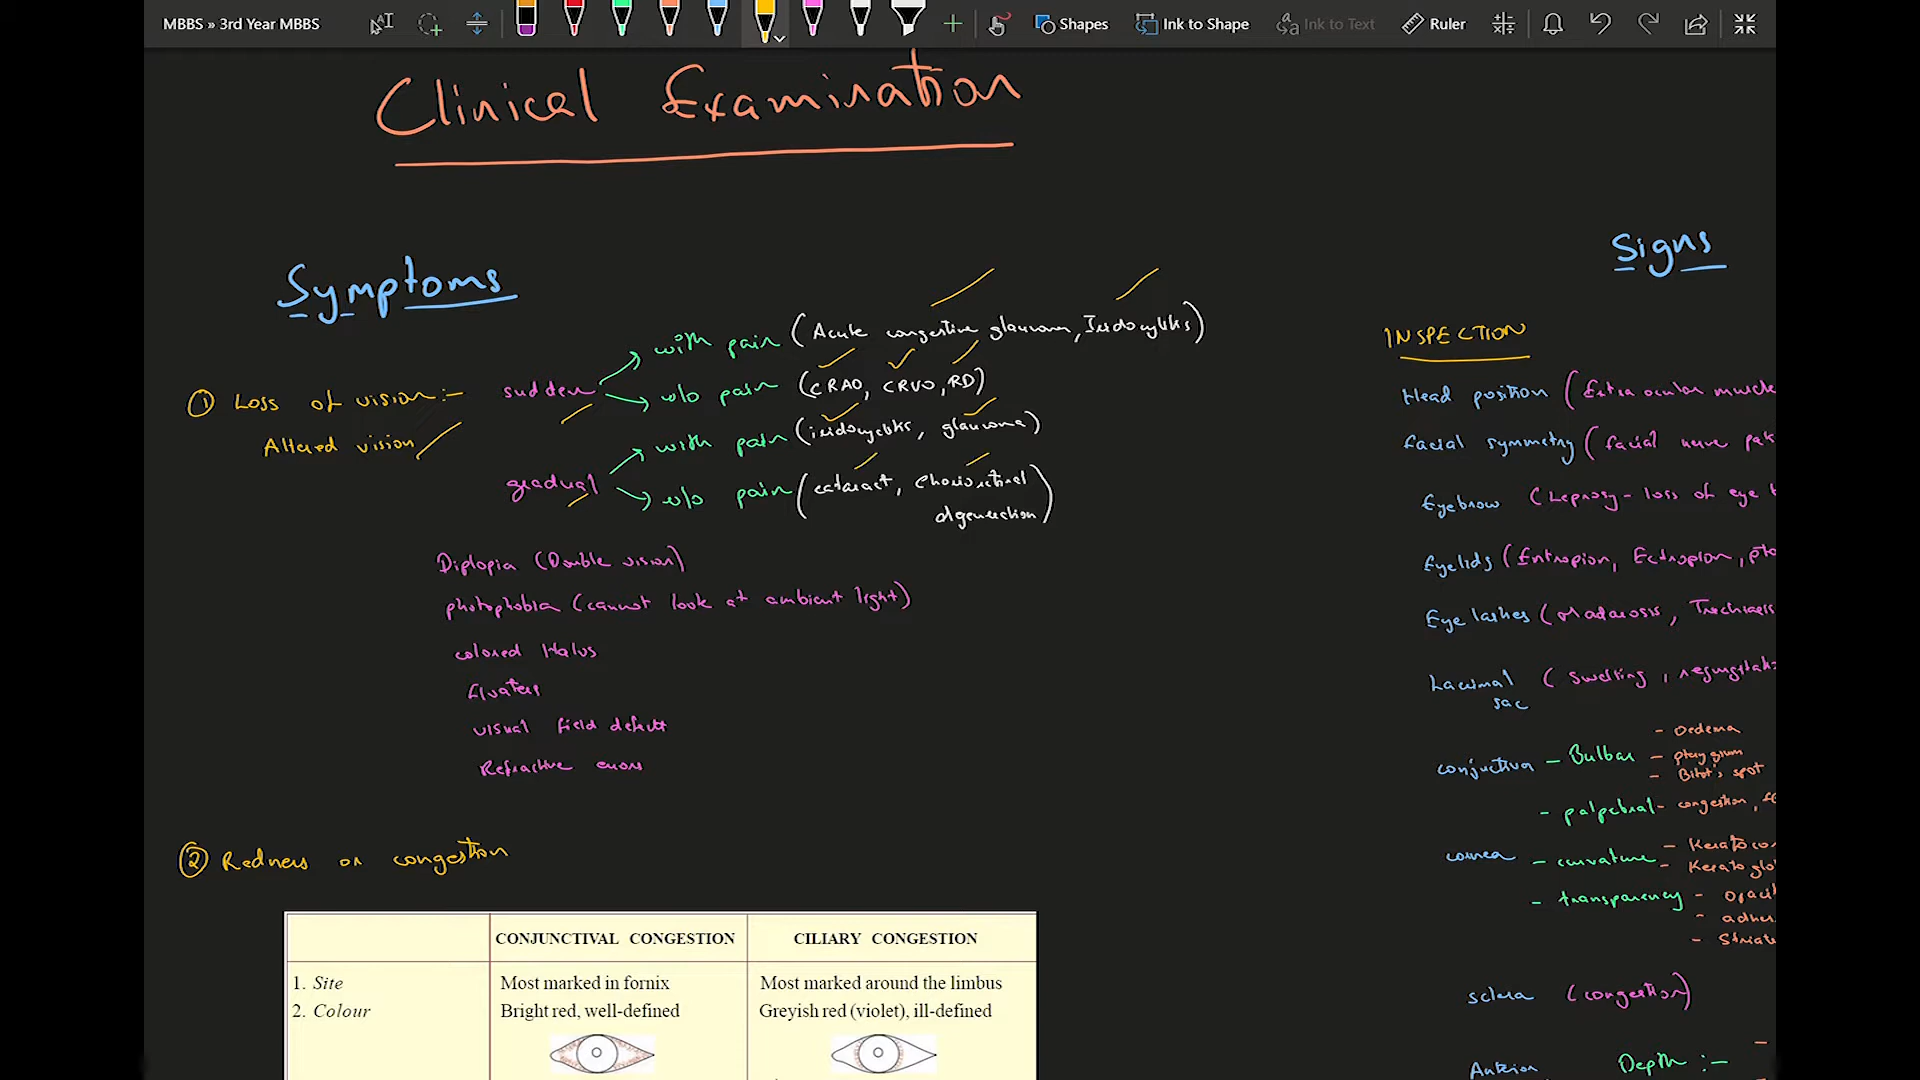 MBBS » 3rd Year MBBS
Shapes
Ink to Shape
Ink to Text
Ruler
Clinical Examination
Symptoms
① Loss of vision :-
Altered vision
sudden
with pain (Acute congestive glaucoma, Iridocyclitis)
w/o pain (CRAO, CRVO, RD)
gradual
with pain (iridocyclitis, glaucoma)
w/o pain (cataract, chorioretinal
dgeneration)
Diplopia (Double vision)
photophobia (cannot look at ambient light)
colored Halos
floaters
visual field defect
Refractive errors
② Redness or congestion
CONJUNCTIVAL CONGESTION
CILIARY CONGESTION
1. Site
Most marked in fornix
Most marked around the limbus
2. Colour
Bright red, well-defined
Greyish red (violet), ill-defined
Signs
INSPECTION
Head position (Extra ocular muscle
facial symmetry (facial nerve
Eyebrow (Leprosy - loss of eye
Eyelids (Entropion, Ectropion,
Eye lashes (Madarosis,
Lacrimal sac (swelling,
conjuctiva - Bulbar
- Oedema
- pterygium
- Bitot's spot
- palpebral - congestion,
cornea - curvature
- transparency
sclera (congestion)
Anterior
Depth :-